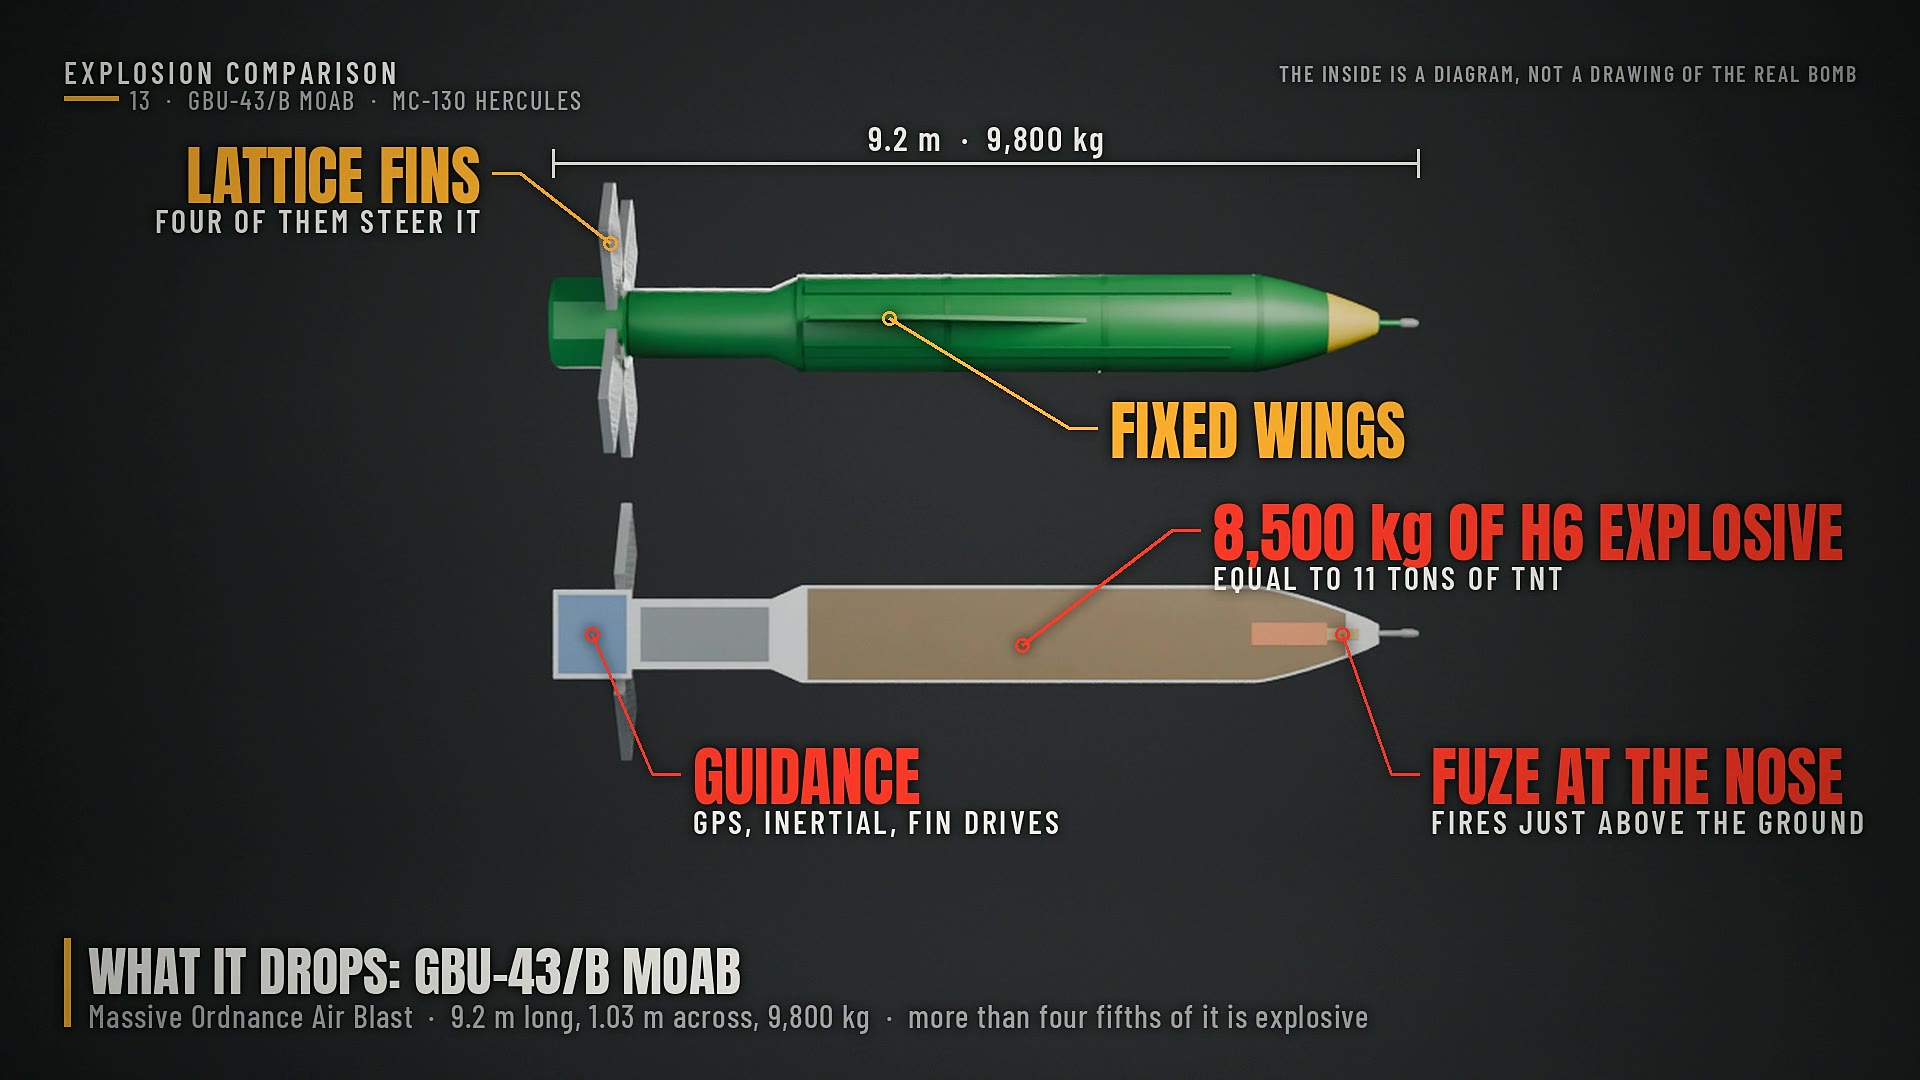 EXPLOSION COMPARISON
13 · GBU-43/B MOAB · MC-130 HERCULES
THE INSIDE IS A DIAGRAM, NOT A DRAWING OF THE REAL BOMB
9.2 m · 9,800 kg
LATTICE FINS
FOUR OF THEM STEER IT
FIXED WINGS
8,500 kg OF H6 EXPLOSIVE
EQUAL TO 11 TONS OF TNT
GUIDANCE
GPS, INERTIAL, FIN DRIVES
FUZE AT THE NOSE
FIRES JUST ABOVE THE GROUND
WHAT IT DROPS: GBU-43/B MOAB
Massive Ordnance Air Blast · 9.2 m long, 1.03 m across, 9,800 kg · more than four fifths of it is explosive